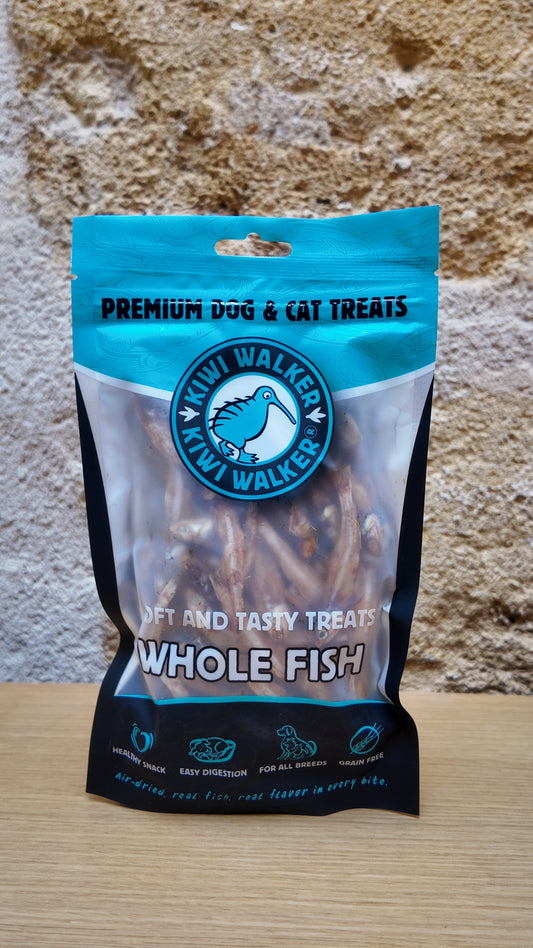 PREMIUM DOG & CAT TREATS
KIWI WALKER
KIWI WALKER®
OFT AND TASTY TREATS
WHOLE FISH
HEALTHY SNACK
EASY DIGESTION
FOR ALL BREEDS
GRAIN FREE
Air-dried, real fish, real flavor in every bite.